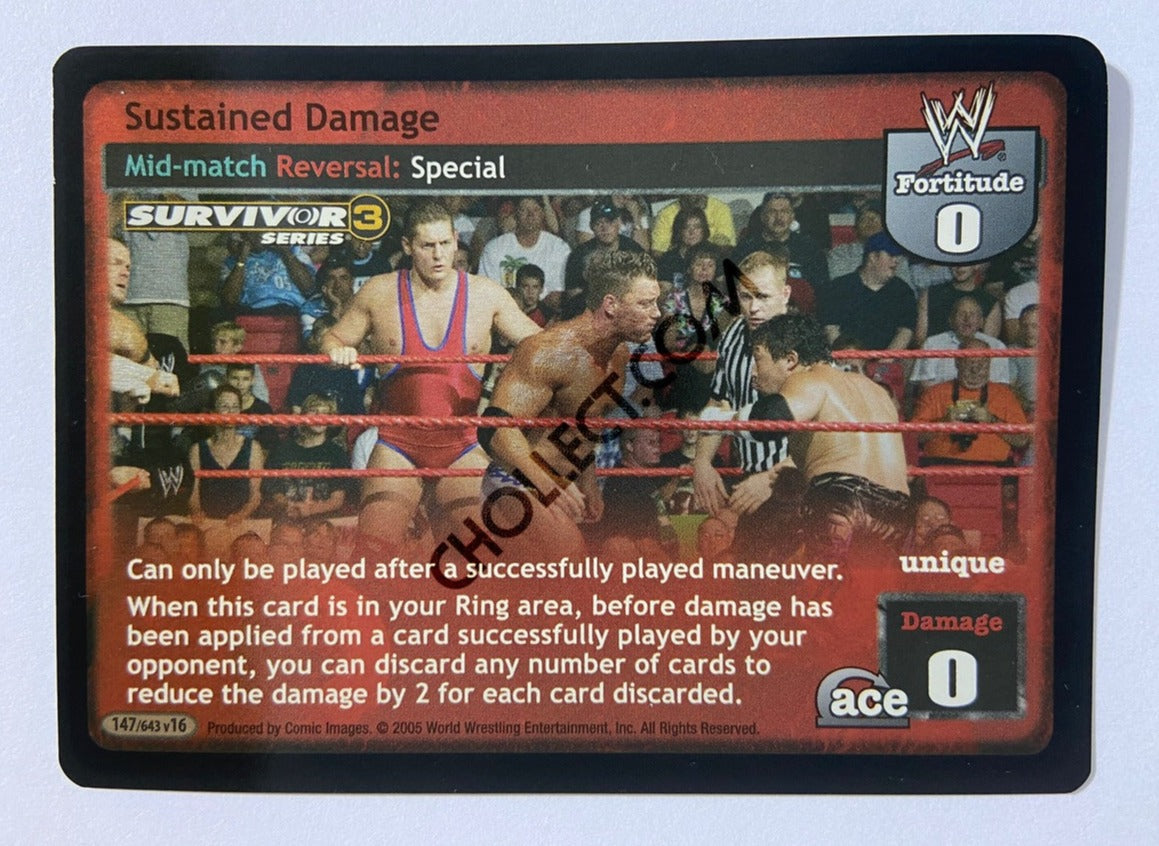 Sustained Damage
Mid-match Reversal: Special
W
Fortitude
0
SURVIVOR 3
SERIES
CHOLLECT.COM
Can only be played after a successfully played maneuver.
When this card is in your Ring area, before damage has
been applied from a card successfully played by your
opponent, you can discard any number of cards to
reduce the damage by 2 for each card discarded.
unique
Damage
0
ace
147/643 v16
Produced by Comic Images. © 2005 World Wrestling Entertainment, Inc. All Rights Reserved.